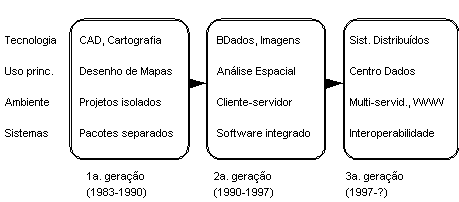 Tecnologia CAD, Cartografia BDados, Imagens Sist. Distribuídos
Uso princ. Desenho de Mapas Análise Espacial Centro Dados
Ambiente Projetos isolados Cliente-servidor Multi-servid., WWW
Sistemas Pacotes separados Software integrado Interoperabilidade
1a. geração 2a. geração 3a. geração
(1983-1990) (1990-1997) (1997-?)